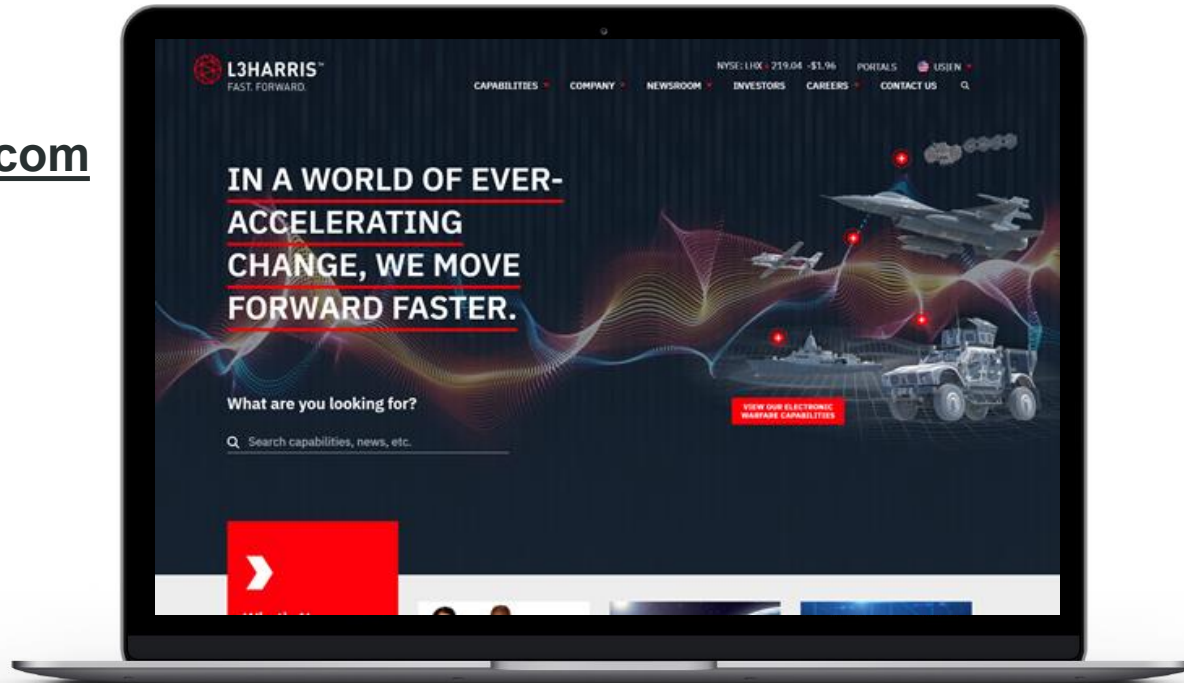 .com
L3HARRIS™
FAST. FORWARD.
NYSE: LHX 219.04 -$1.96 PORTALS US|EN
CAPABILITIES COMPANY NEWSROOM INVESTORS CAREERS CONTACT US
IN A WORLD OF EVER-
ACCELERATING
CHANGE, WE MOVE
FORWARD FASTER.
What are you looking for?
Search capabilities, news, etc.
VIEW OUR ELECTRONIC
WARFARE CAPABILITIES